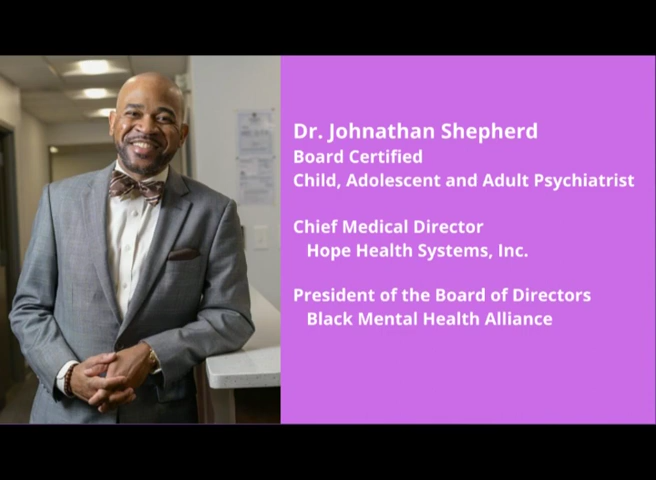 Dr. Johnathan Shepherd
Board Certified
Child, Adolescent and Adult Psychiatrist
Chief Medical Director
Hope Health Systems, Inc.
President of the Board of Directors
Black Mental Health Alliance